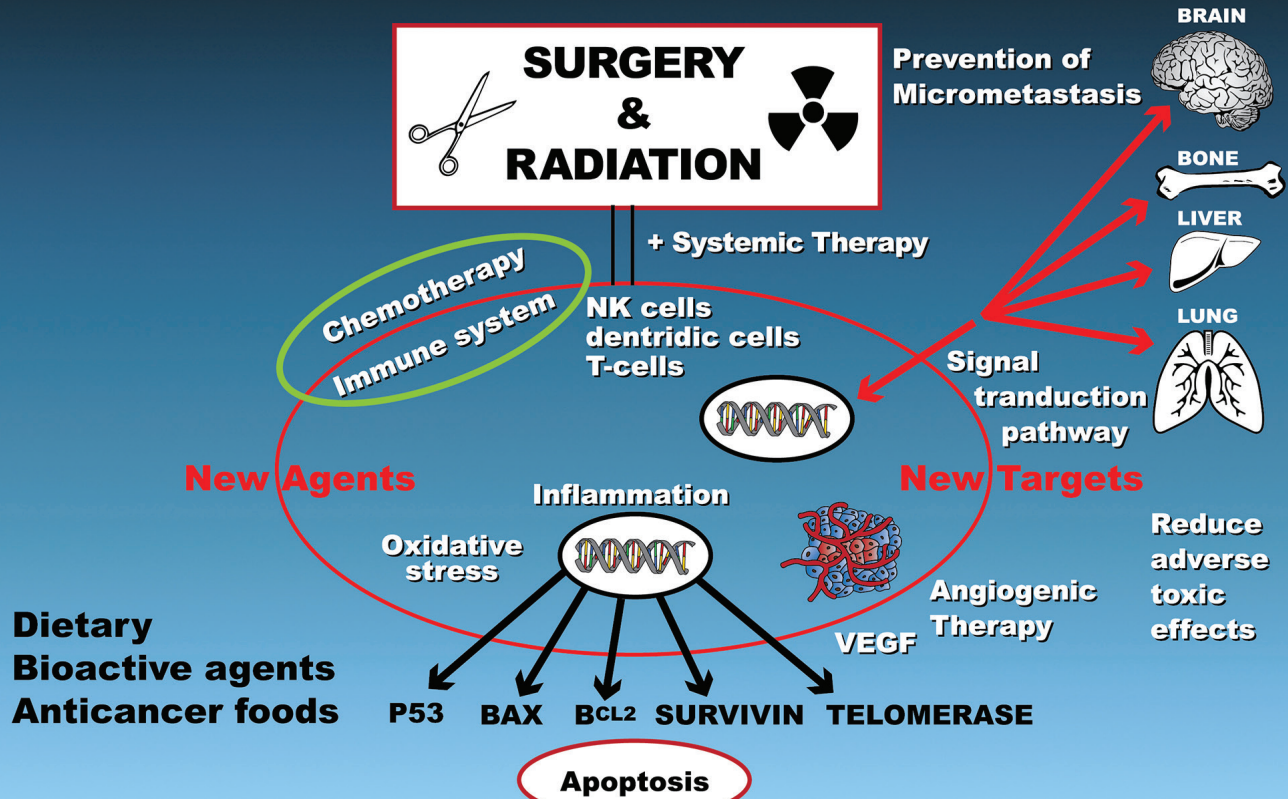 SURGERY
&
RADIATION
Prevention of
Micrometastasis
BRAIN
BONE
LIVER
LUNG
+ Systemic Therapy
Chemotherapy
Immune system
NK cells
dentridic cells
T-cells
Signal
tranduction
pathway
New Agents
New Targets
Inflammation
Oxidative
stress
Reduce
adverse
toxic
effects
Angiogenic
Therapy
VEGF
Dietary
Bioactive agents
Anticancer foods
P53 BAX BCL2 SURVIVIN TELOMERASE
Apoptosis